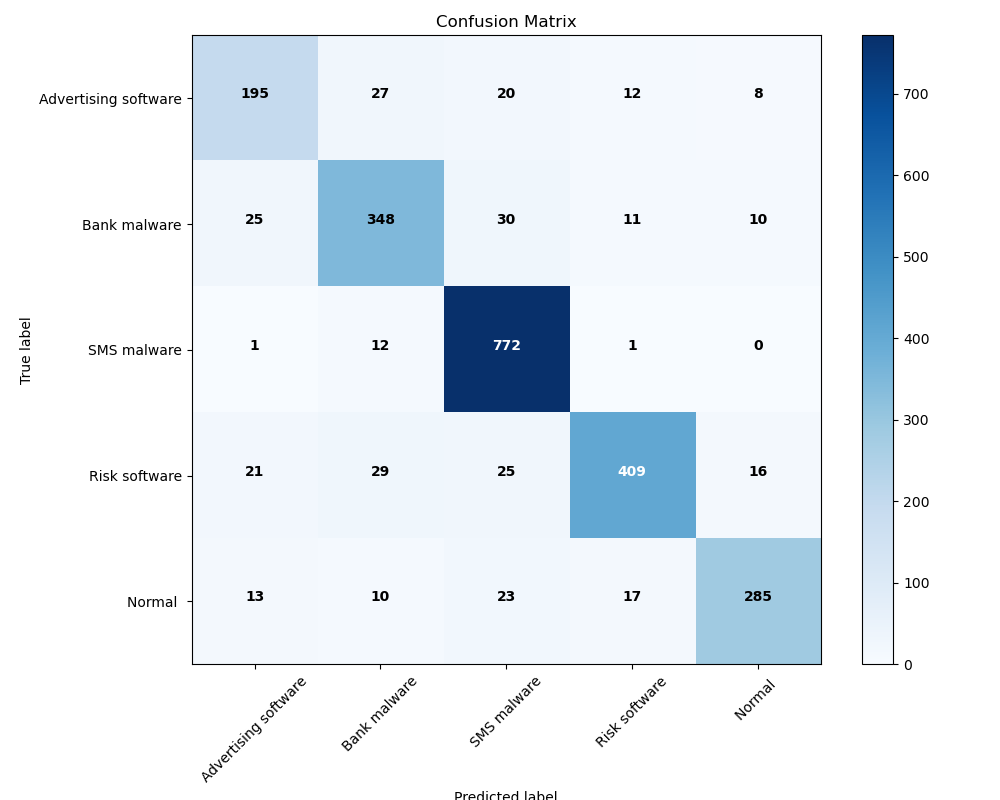 Confusion Matrix
Advertising software 195 27 20 12 8
Bank malware 25 348 30 11 10
SMS malware 1 12 772 1 0
Risk software 21 29 25 409 16
Normal 13 10 23 17 285
True label
Advertising software Bank malware SMS malware Risk software Normal
Predicted label
700
600
500
400
300
200
100
0